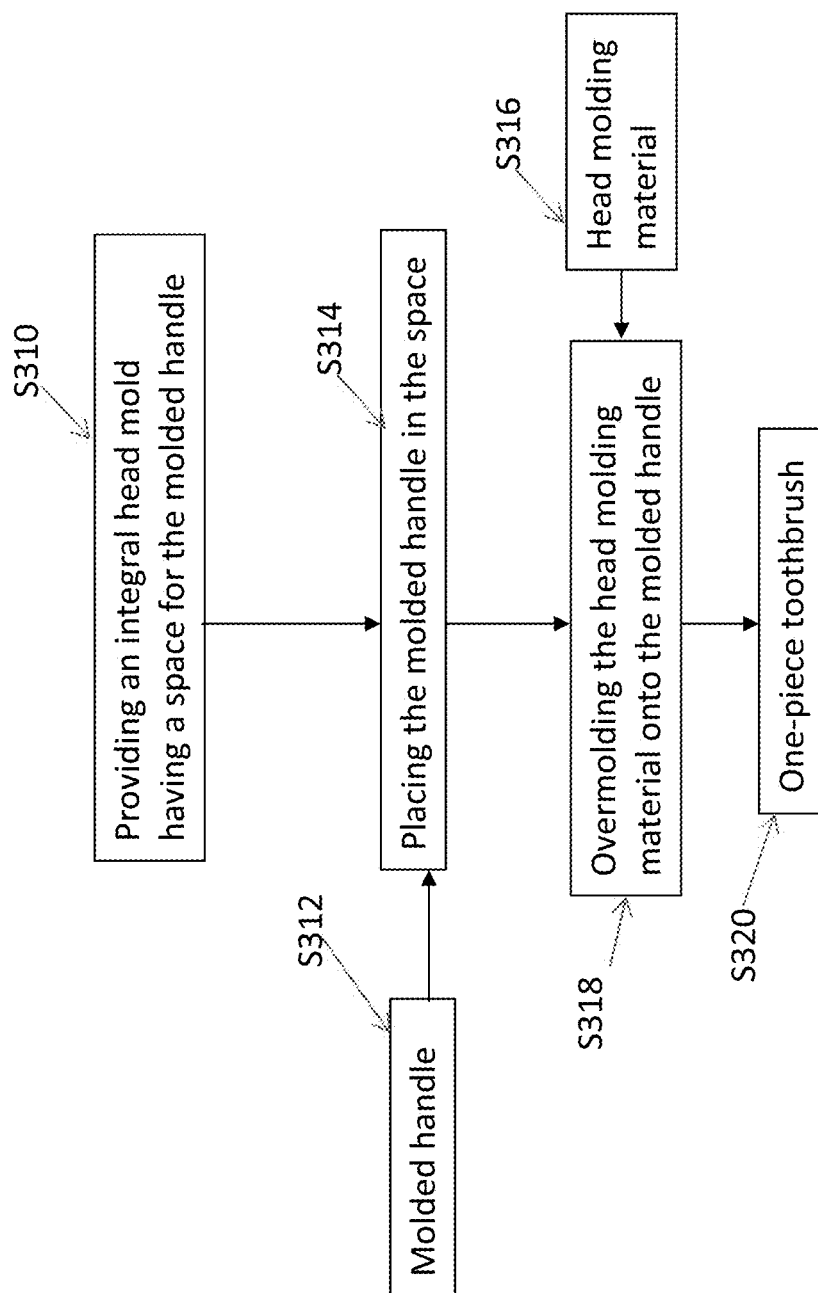 S310
Providing an integral head mold
having a space for the molded handle
S312
Molded handle
S314
Placing the molded handle in the space
S316
Head molding
material
S318
Overmolding the head molding
material onto the molded handle
S320
One-piece toothbrush